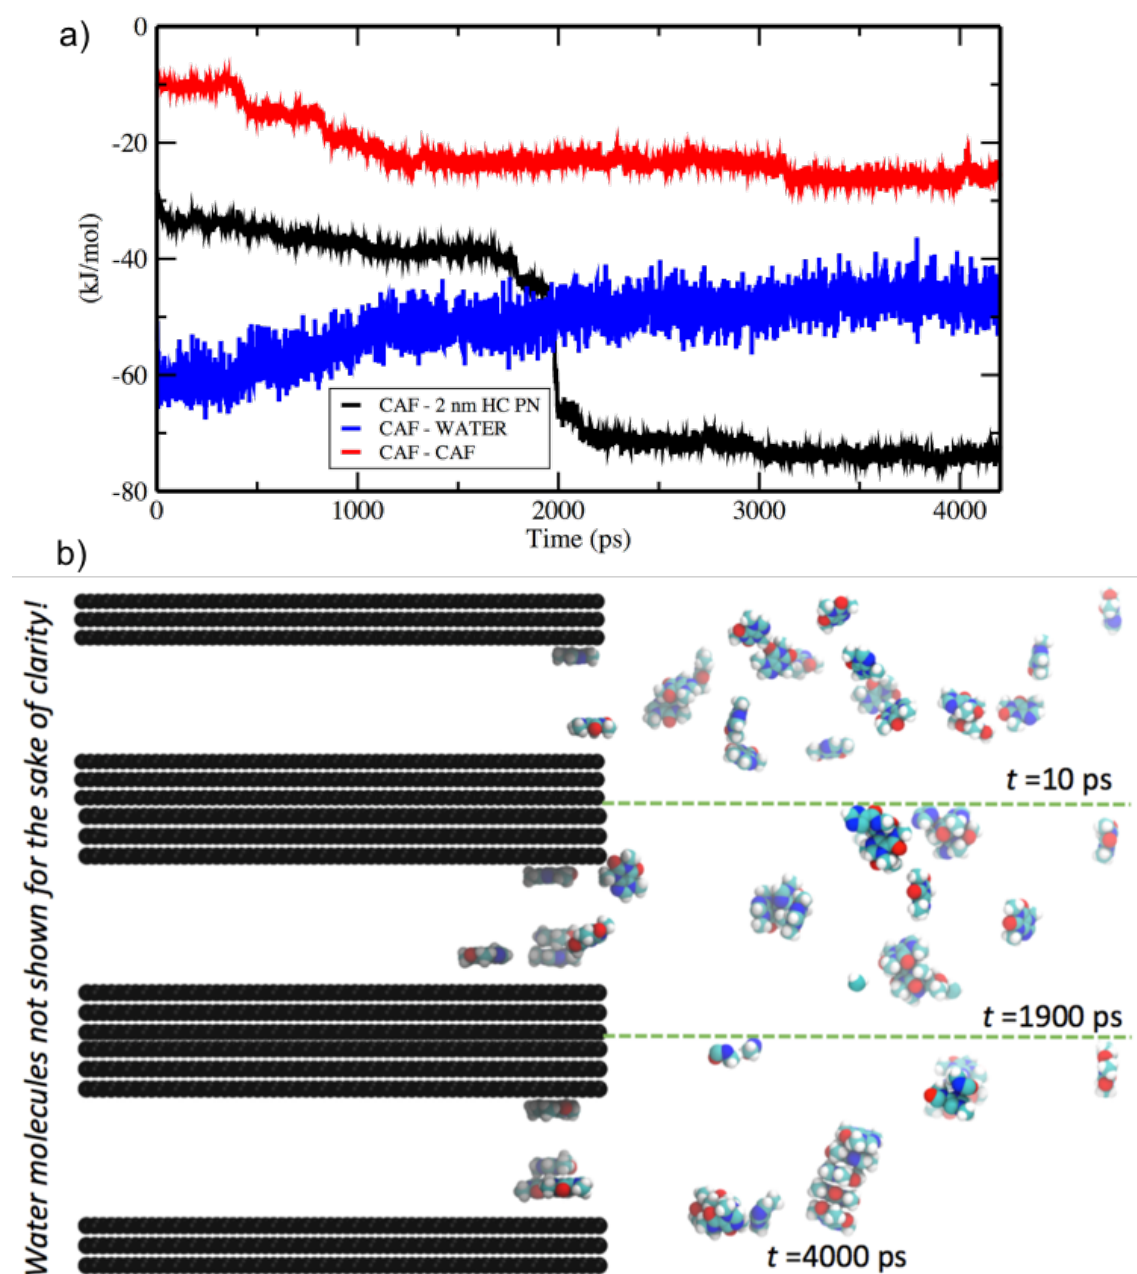 a)
0
-20
-40
-60
-80
(kJ/mol)
CAF - 2 nm HC PN
CAF - WATER
CAF - CAF
0
1000
2000
3000
4000
Time (ps)
b)
Water molecules not shown for the sake of clarity!
t =10 ps
t =1900 ps
t =4000 ps